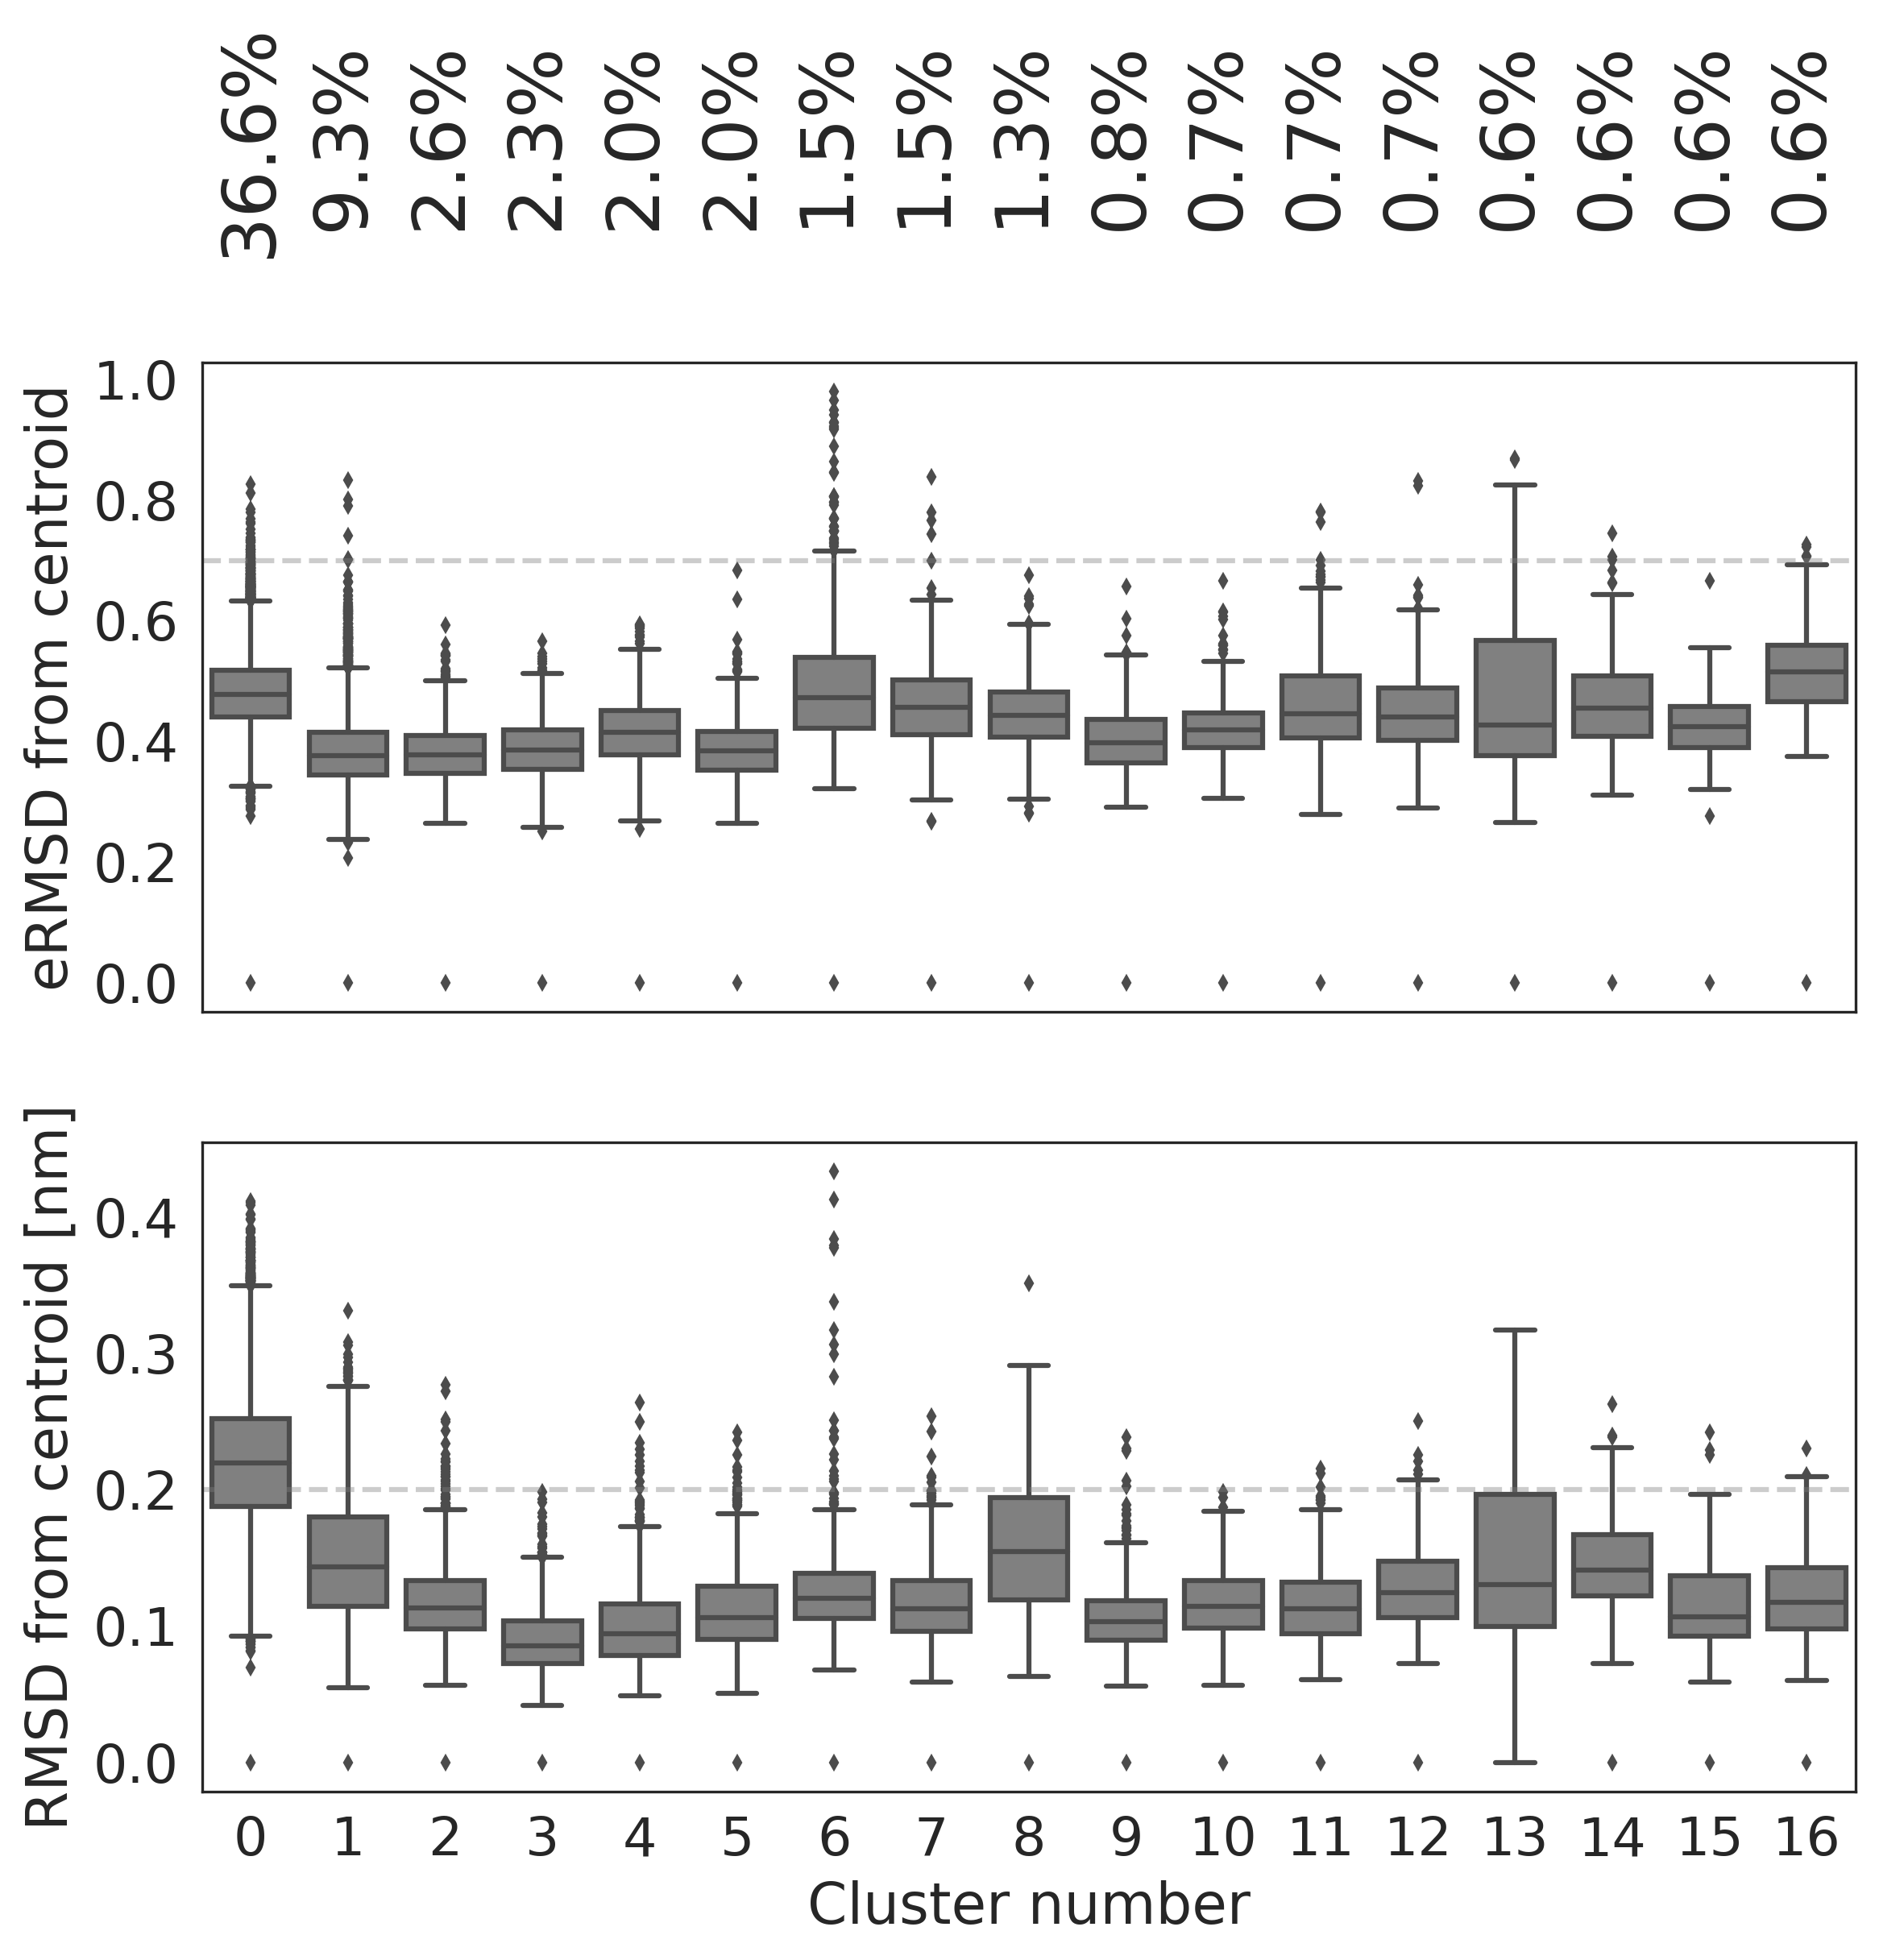 36.6% 9.3% 2.6% 2.3% 2.0% 2.0% 1.5% 1.5% 1.3% 0.8% 0.7% 0.7% 0.7% 0.6% 0.6% 0.6% 0.6%
eRMSD from centroid
1.0
0.8
0.6
0.4
0.2
0.0
RMSD from centroid [nm]
0.4
0.3
0.2
0.1
0.0
0 1 2 3 4 5 6 7 8 9 10 11 12 13 14 15 16
Cluster number